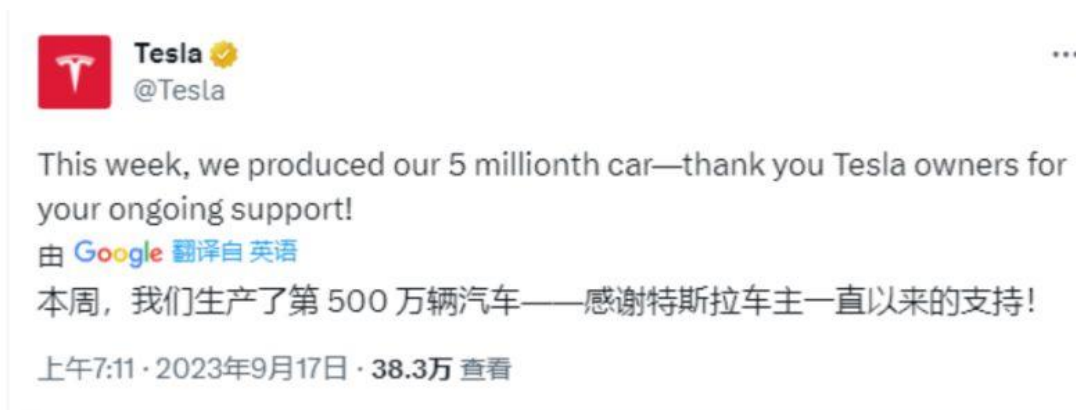 Tesla
@Tesla
This week, we produced our 5 millionth car—thank you Tesla owners for
your ongoing support!
由 Google 翻译自 英语
本周，我们生产了第 500 万辆汽车——感谢特斯拉车主一直以来的支持！
上午7:11 · 2023年9月17日 · 38.3万 查看